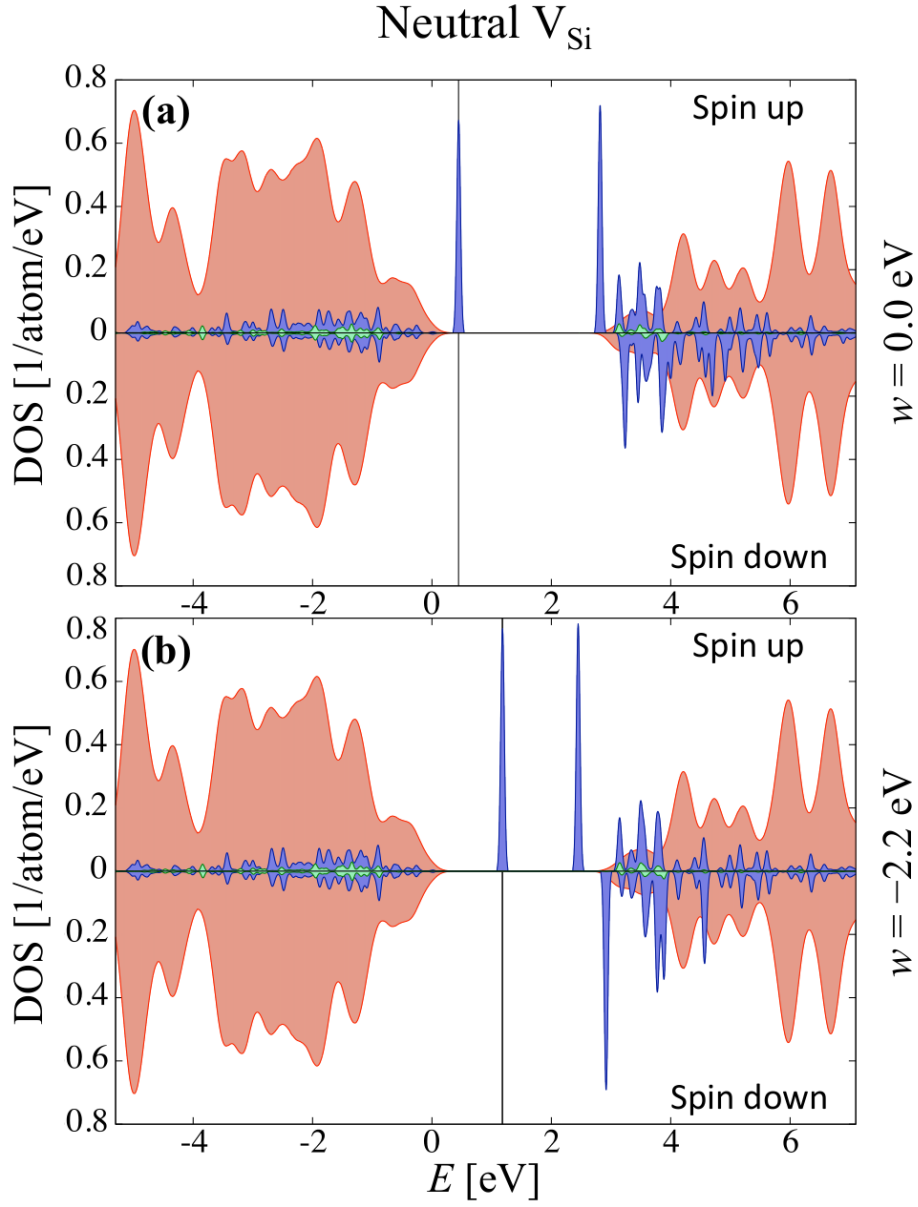 Neutral V_Si
(a)
Spin up
0.8
0.6
0.4
0.2
0
0.2
0.4
0.6
0.8
DOS [1/atom/eV]
Spin down
w = 0.0 eV
-4 -2 0 2 4 6
(b)
Spin up
0.8
0.6
0.4
0.2
0
0.2
0.4
0.6
0.8
DOS [1/atom/eV]
Spin down
w = −2.2 eV
-4 -2 0 2 4 6
E [eV]